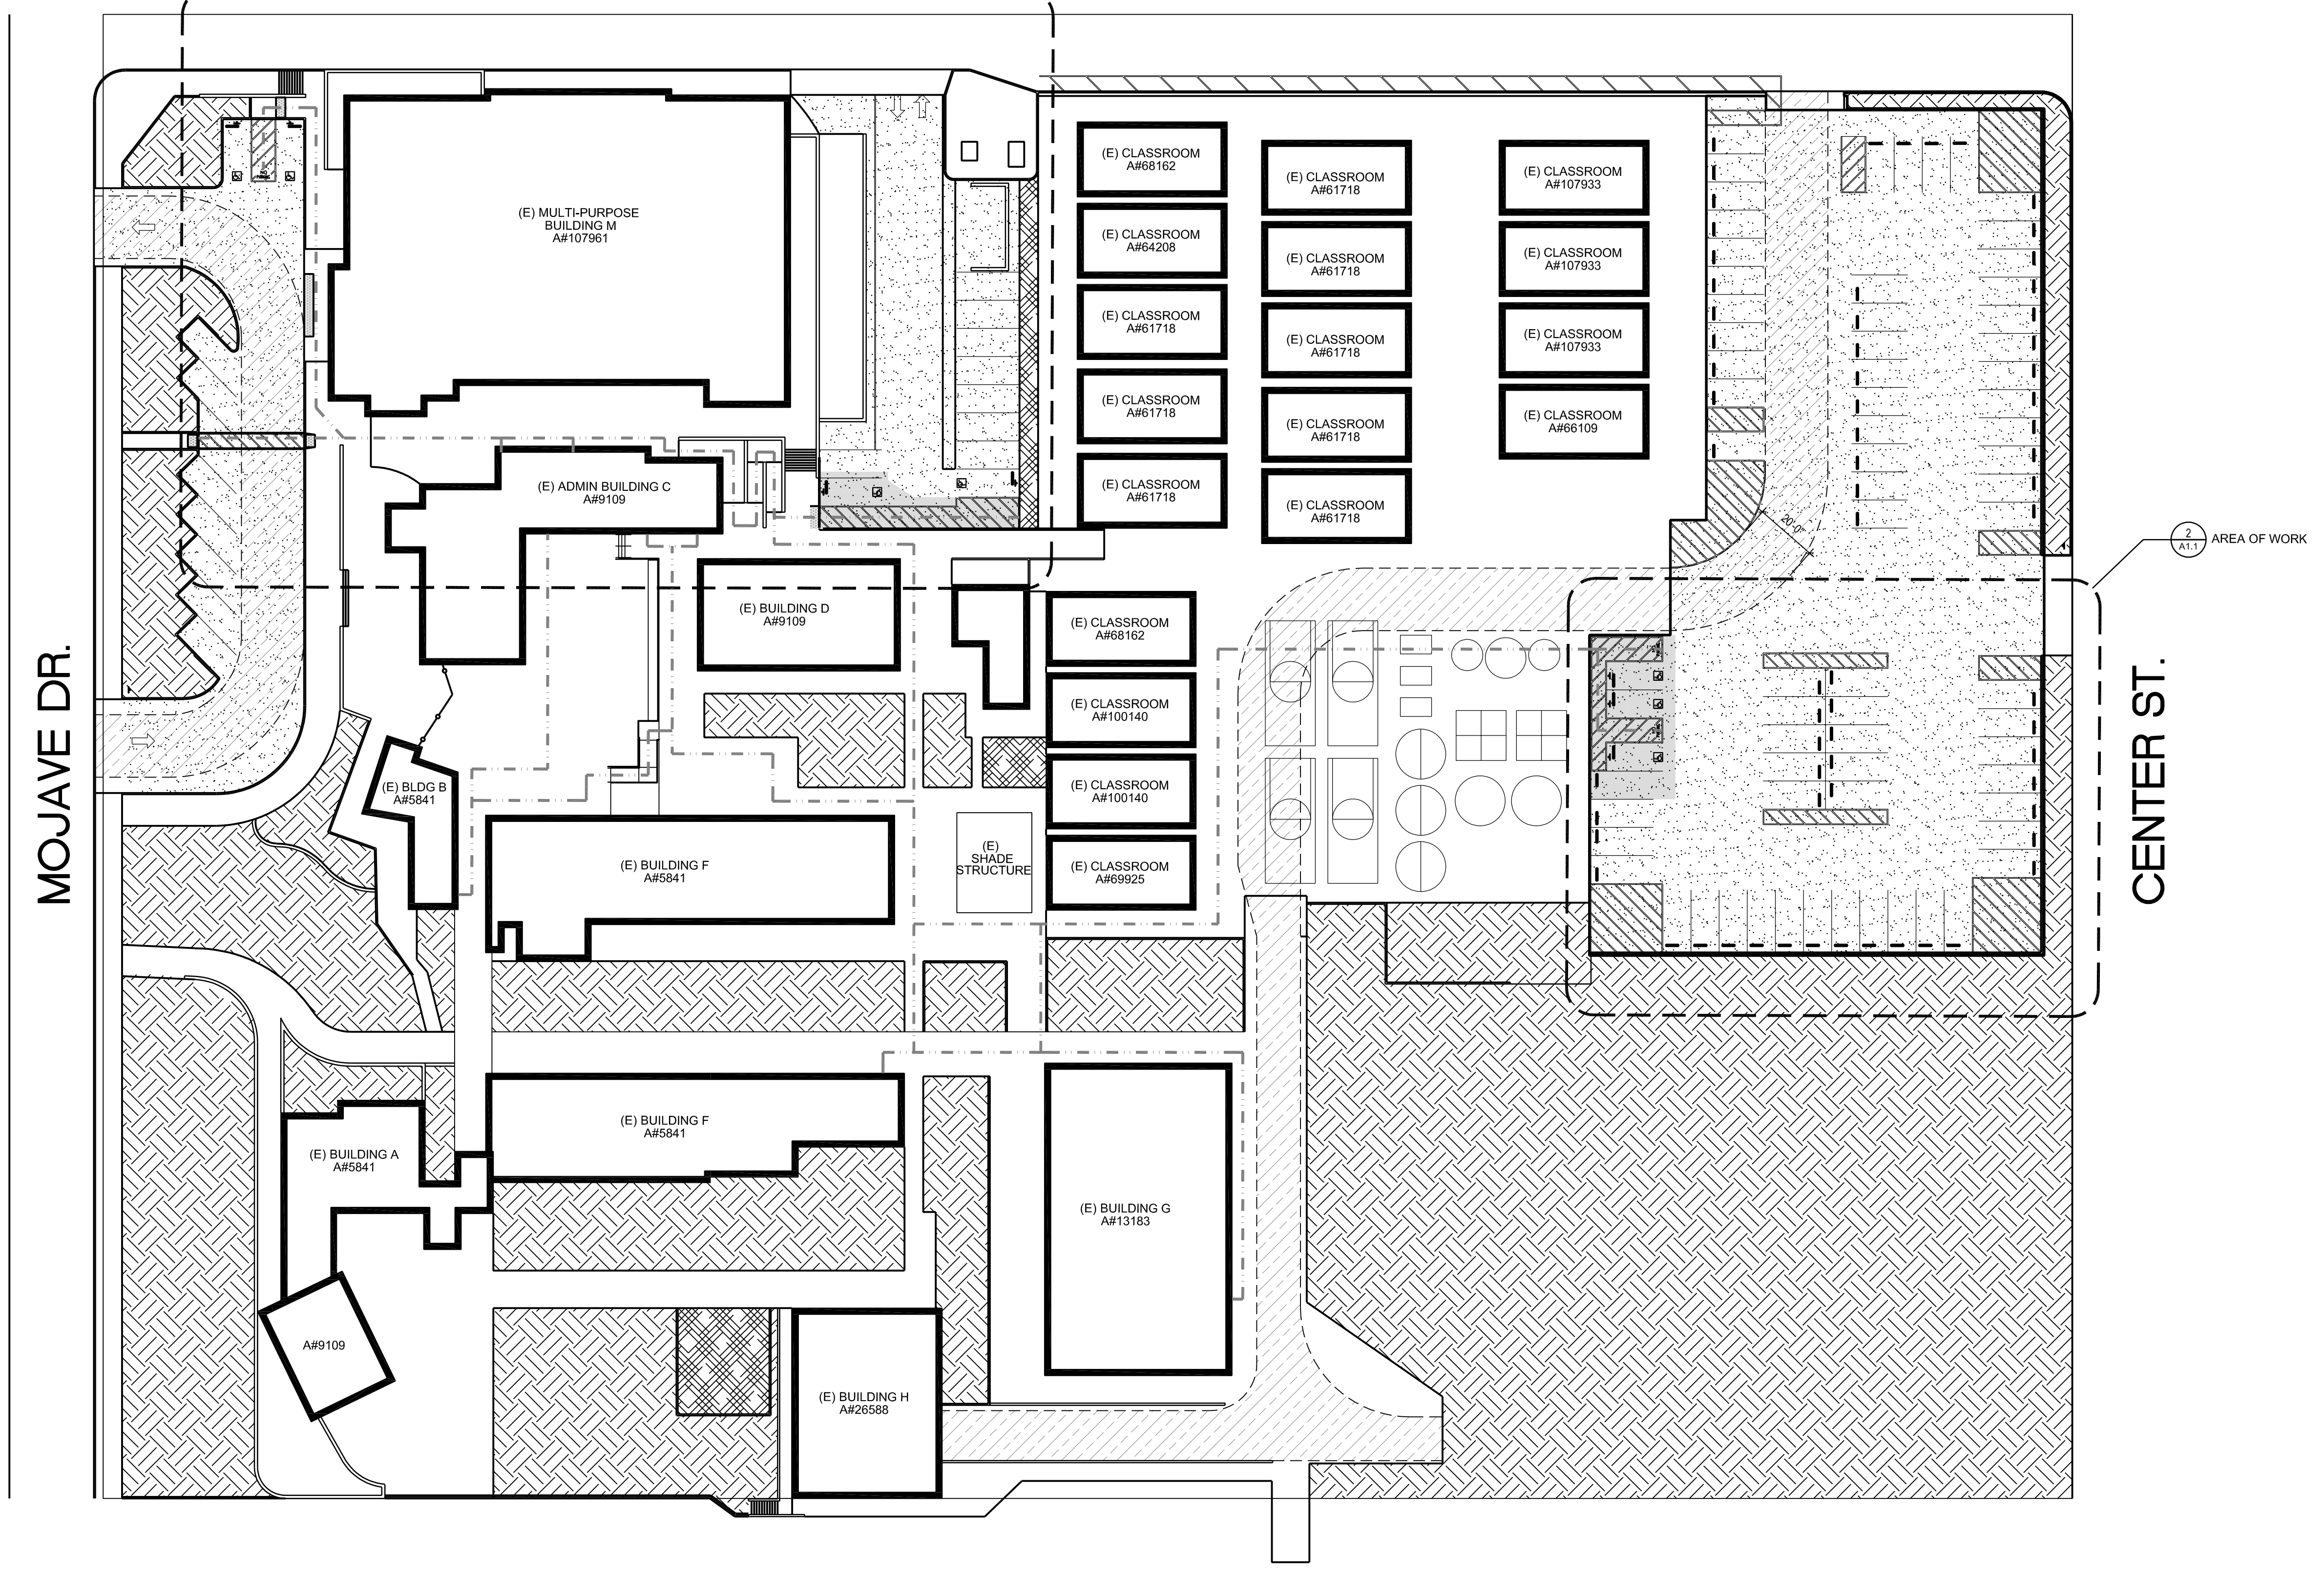 MOJAVE DR.
(E) MULTI-PURPOSE
BUILDING M
A#107961
(E) CLASSROOM
A#68162
(E) CLASSROOM
A#64208
(E) CLASSROOM
A#61718
(E) CLASSROOM
A#61718
(E) CLASSROOM
A#61718
(E) CLASSROOM
A#61718
(E) CLASSROOM
A#61718
(E) CLASSROOM
A#61718
(E) CLASSROOM
A#61718
(E) CLASSROOM
A#61718
(E) CLASSROOM
A#107933
(E) CLASSROOM
A#107933
(E) CLASSROOM
A#107933
(E) CLASSROOM
A#66109
(E) ADMIN BUILDING C
A#9109
(E) BUILDING D
A#9109
(E) CLASSROOM
A#68162
(E) CLASSROOM
A#100140
(E) CLASSROOM
A#100140
(E) CLASSROOM
A#69925
20'-0"
2
A1.1
AREA OF WORK
CENTER ST.
(E) BLDG B
A#5841
(E) BUILDING F
A#5841
(E)
SHADE
STRUCTURE
(E) BUILDING F
A#5841
(E) BUILDING A
A#5841
(E) BUILDING G
A#13183
A#9109
(E) BUILDING H
A#26588